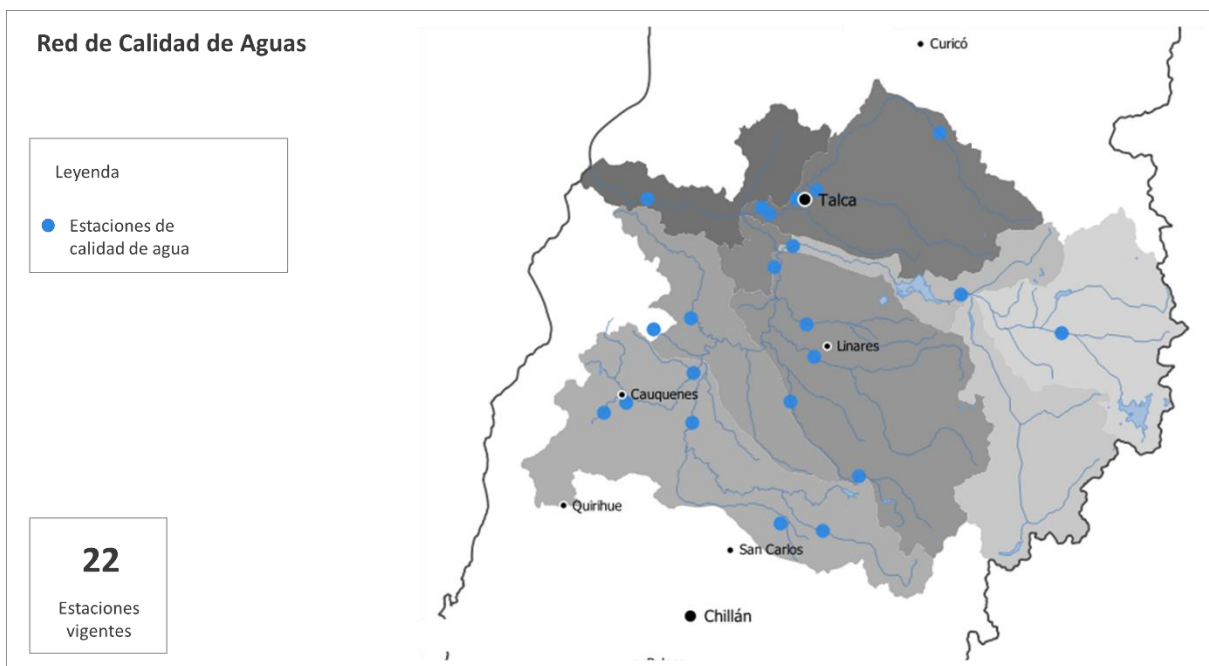 Red de Calidad de Aguas
Curicó
Leyenda
Estaciones de
calidad de agua
Talca
Linares
Cauquenes
Quirihue
San Carlos
22
Estaciones
vigentes
Chillán